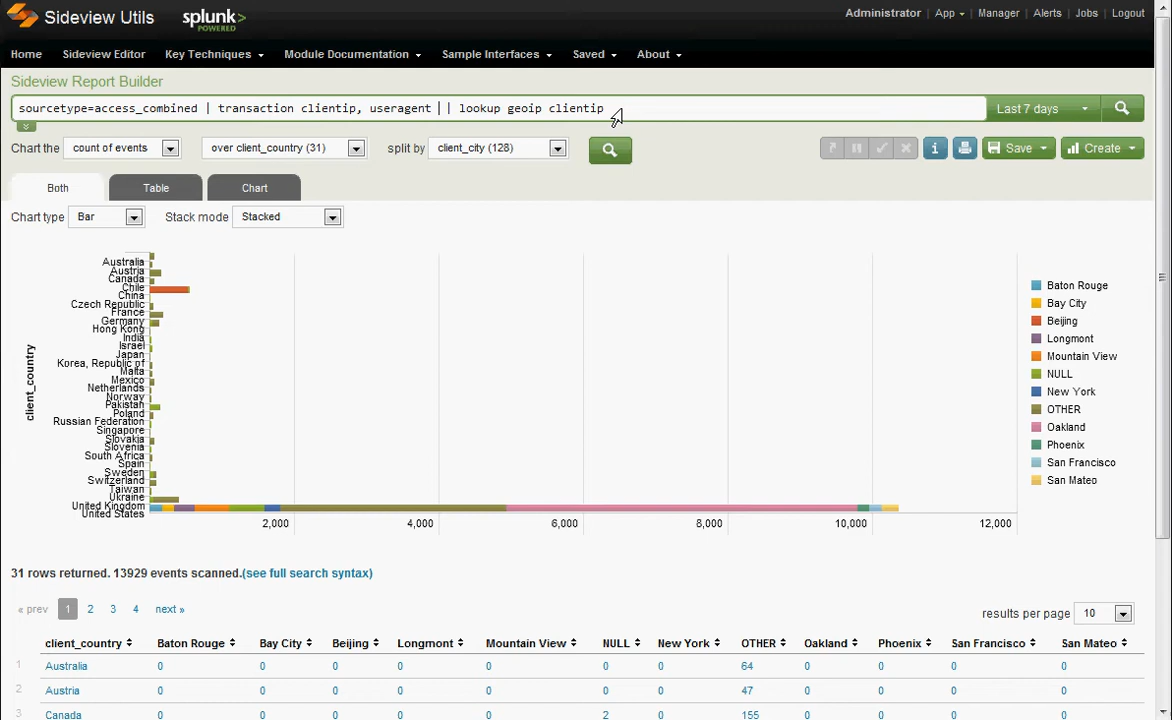 Sideview Utils splunk> POWERED
Administrator App Manager Alerts Jobs Logout
Home Sideview Editor Key Techniques Module Documentation Sample Interfaces Saved About
Sideview Report Builder
sourcetype=access_combined | transaction clientip, useragent | lookup geoip clientip
Last 7 days
Chart the count of events over client_country (31) split by client_city (128)
Save Create
Both Table Chart
Chart type Bar Stack mode Stacked
client_country
Australia
Austria
Canada
Chile
China
Czech Republic
France
Germany
Hong Kong
India
Israel
Japan
Korea, Republic of
Malta
Mexico
Netherlands
Norway
Pakistan
Poland
Russian Federation
Singapore
Slovakia
Slovenia
South Africa
Spain
Sweden
Switzerland
Taiwan
Ukraine
United Kingdom
United States
2,000 4,000 6,000 8,000 10,000 12,000
Baton Rouge
Bay City
Beijing
Longmont
Mountain View
NULL
New York
OTHER
Oakland
Phoenix
San Francisco
San Mateo
31 rows returned. 13929 events scanned.(see full search syntax)
« prev 1 2 3 4 next »
results per page 10
client_country Baton Rouge Bay City Beijing Longmont Mountain View NULL New York OTHER Oakland Phoenix San Francisco San Mateo
1 Australia 0 0 0 0 0 0 0 64 0 0 0 0
2 Austria 0 0 0 0 0 0 0 47 0 0 0 0
3 Canada 0 0 0 0 0 2 0 155 0 0 0 0